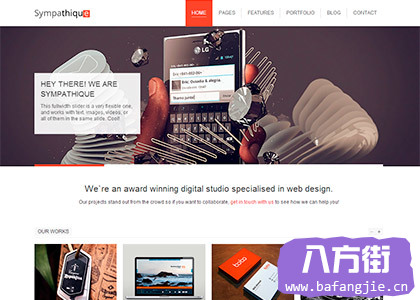 Sympathique
HOME PAGES FEATURES PORTFOLIO BLOG CONTACT
LG
HEY THERE! WE ARE
SYMPATHIQUE
This fullwidth slider is a very flexible one,
and works with text, images, videos, or
all of them in the same slide. Cool!
We're an award winning digital studio specialised in web design.
Our projects stand out from the crowd so if you want to collaborate, get in touch with us to see how we can help you!
OUR WORKS
Sympathique
bobo
八方街
www.bafangjie.cn